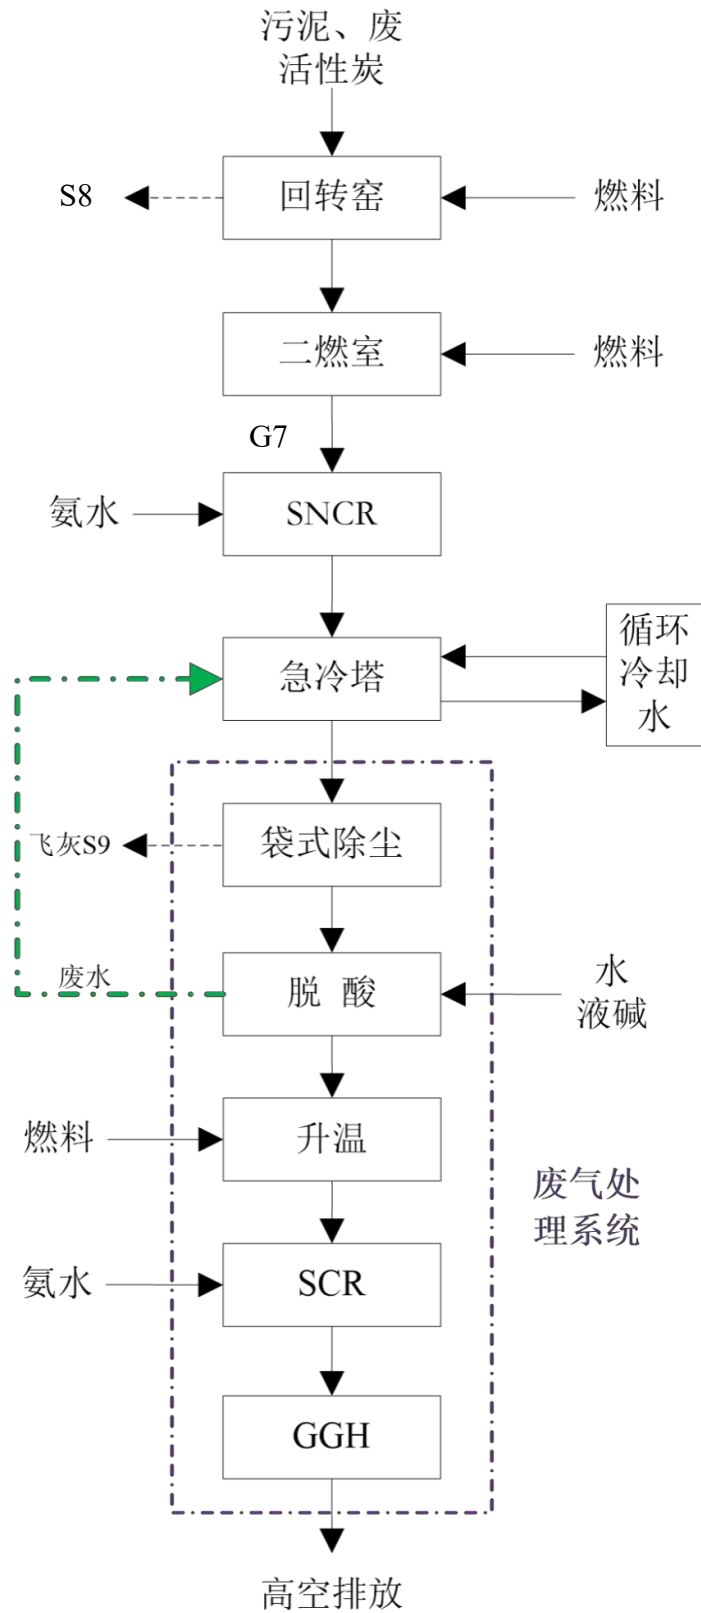 污泥、废
活性炭
S8
回转窑
燃料
二燃室
燃料
G7
氨水
SNCR
急冷塔
循环
冷却
水
飞灰S9
袋式除尘
废水
脱 酸
水
液碱
燃料
升温
废气处
理系统
氨水
SCR
GGH
高空排放